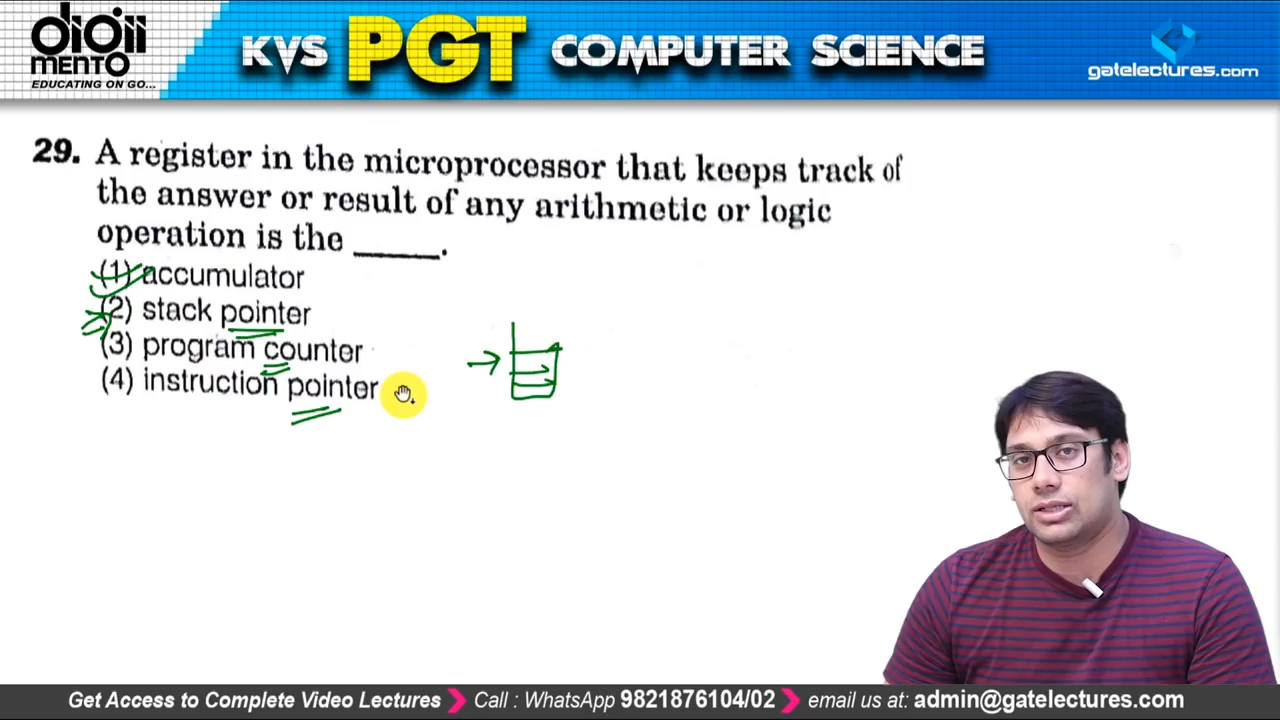 digii
MENTO
EDUCATING ON GO...
KVS PGT COMPUTER SCIENCE
gatelectures.com
29. A register in the microprocessor that keeps track of
the answer or result of any arithmetic or logic
operation is the ______.
(1) accumulator
(2) stack pointer
(3) program counter
(4) instruction pointer
Get Access to Complete Video Lectures Call : WhatsApp 9821876104/02 email us at: admin@gatelectures.com